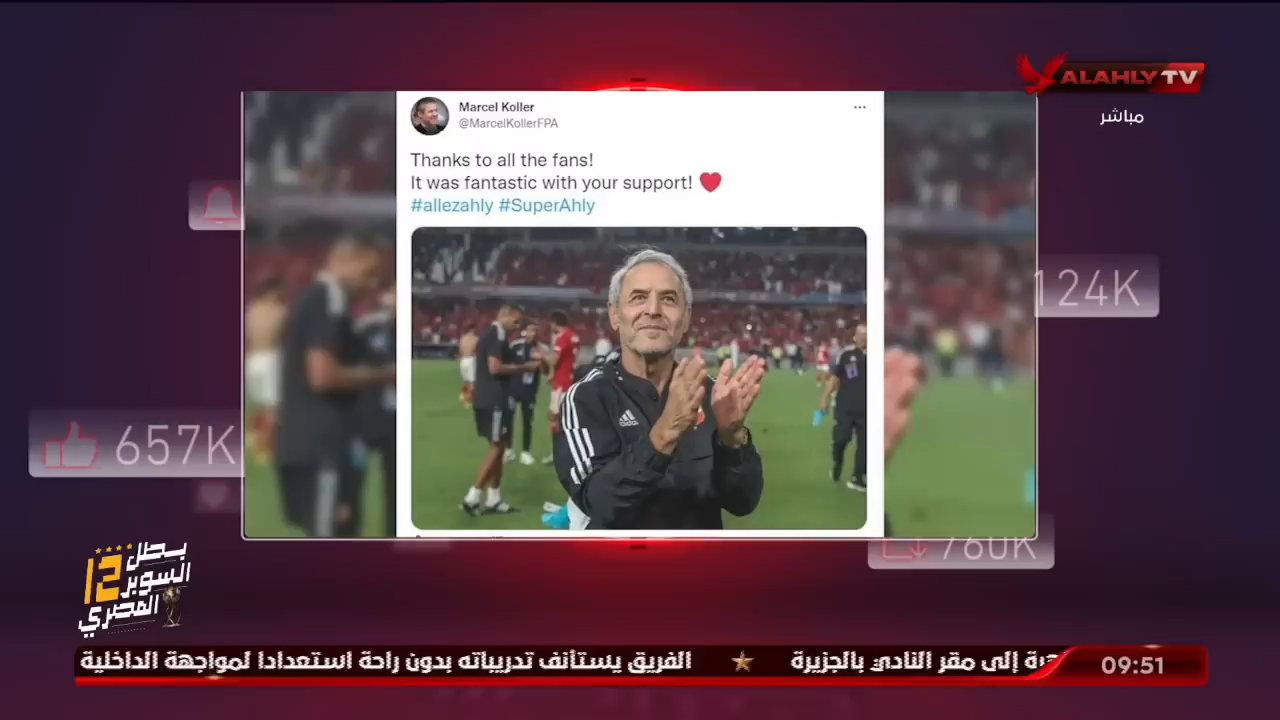 ALAHLY TV
مباشر
Marcel Koller
@MarcelKollerFPA
Thanks to all the fans!
It was fantastic with your support! ❤
#allezahly #SuperAhly
adidas
124K
657K
760K
بطل
السوبر 12
المصري
إلى مقر النادي بالجزيرة ★ الفريق يستأنف تدريباته بدون راحة استعدادا لمواجهة الداخلية
09:51